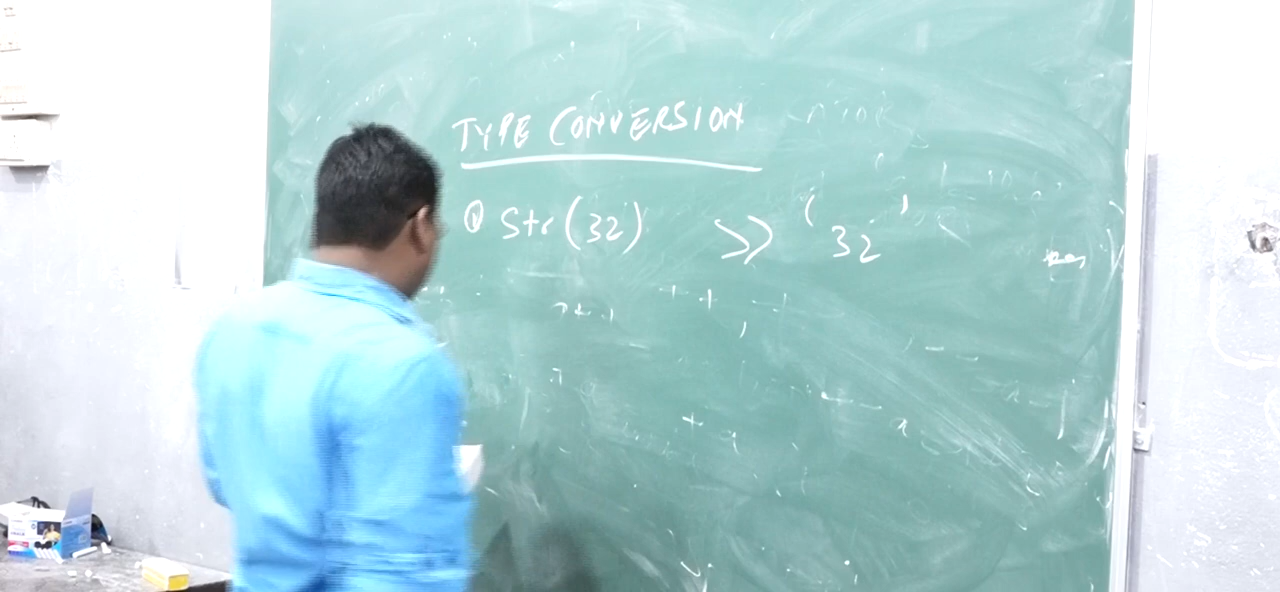 TYPE CONVERSION
① Str(32) >> '32'